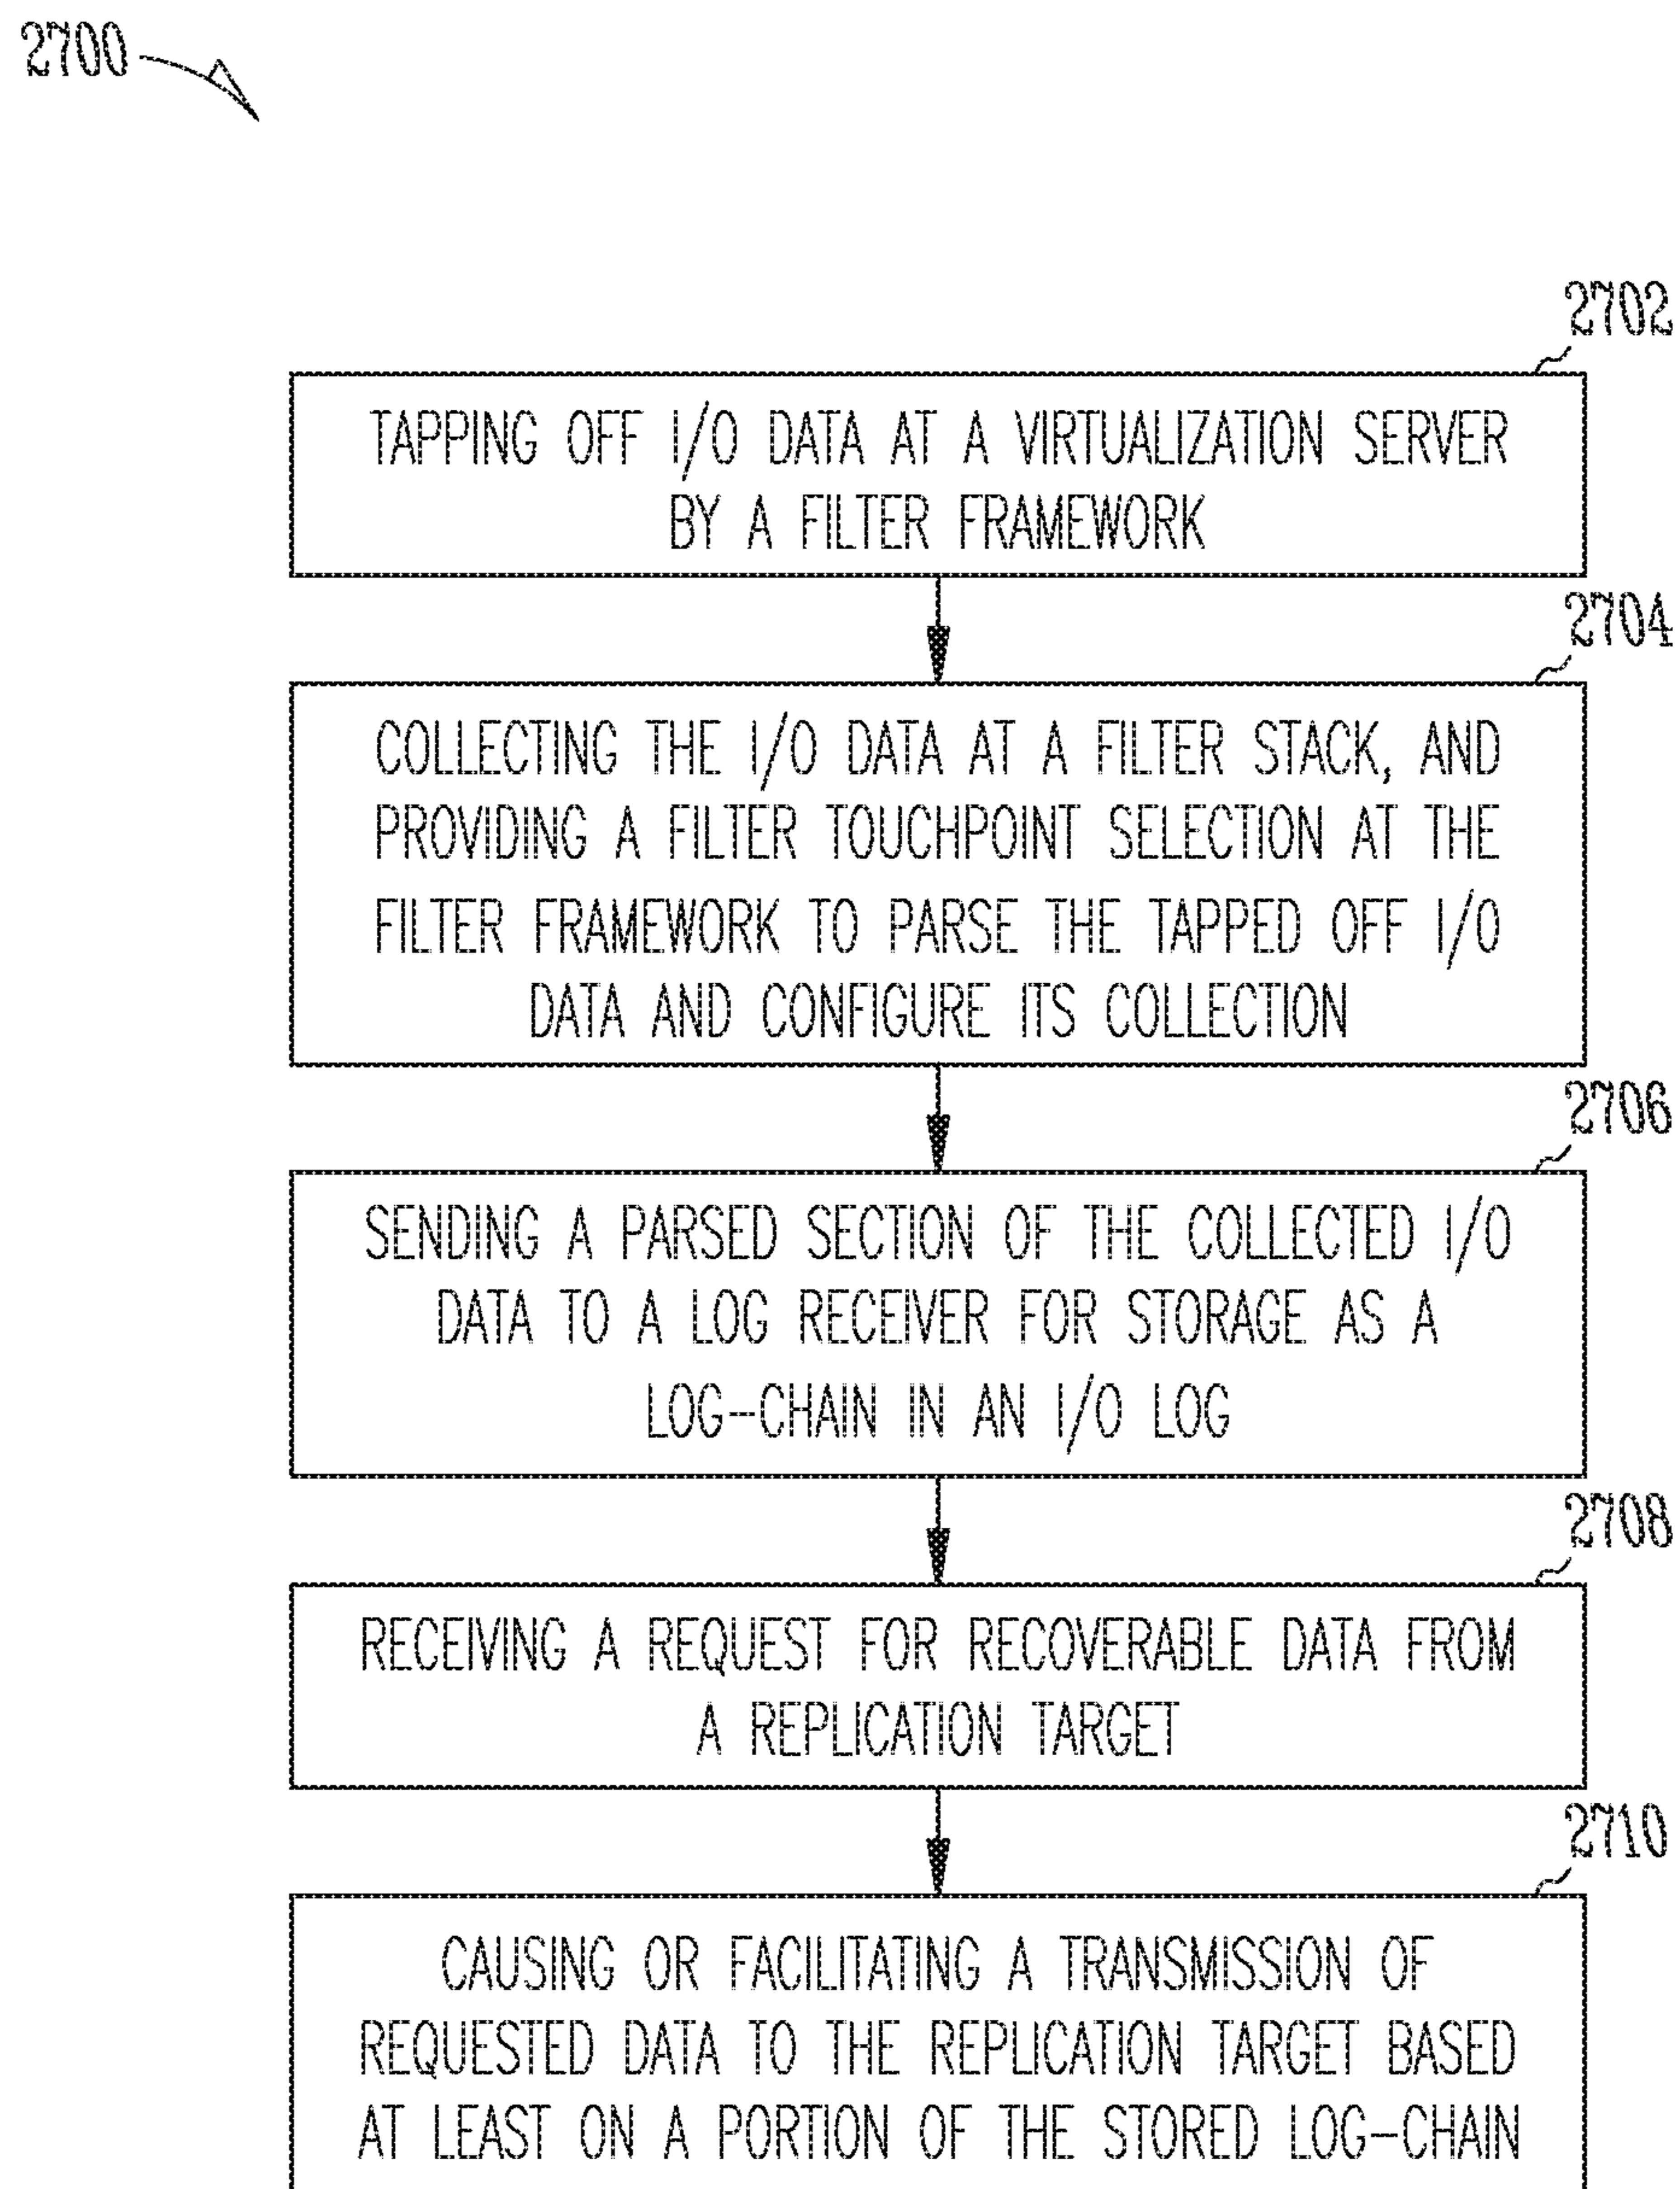 2700
2702
TAPPING OFF I/O DATA AT A VIRTUALIZATION SERVER
BY A FILTER FRAMEWORK
2704
COLLECTING THE I/O DATA AT A FILTER STACK, AND
PROVIDING A FILTER TOUCHPOINT SELECTION AT THE
FILTER FRAMEWORK TO PARSE THE TAPPED OFF I/O
DATA AND CONFIGURE ITS COLLECTION
2706
SENDING A PARSED SECTION OF THE COLLECTED I/O
DATA TO A LOG RECEIVER FOR STORAGE AS A
LOG-CHAIN IN AN I/O LOG
2708
RECEIVING A REQUEST FOR RECOVERABLE DATA FROM
A REPLICATION TARGET
2710
CAUSING OR FACILITATING A TRANSMISSION OF
REQUESTED DATA TO THE REPLICATION TARGET BASED
AT LEAST ON A PORTION OF THE STORED LOG-CHAIN